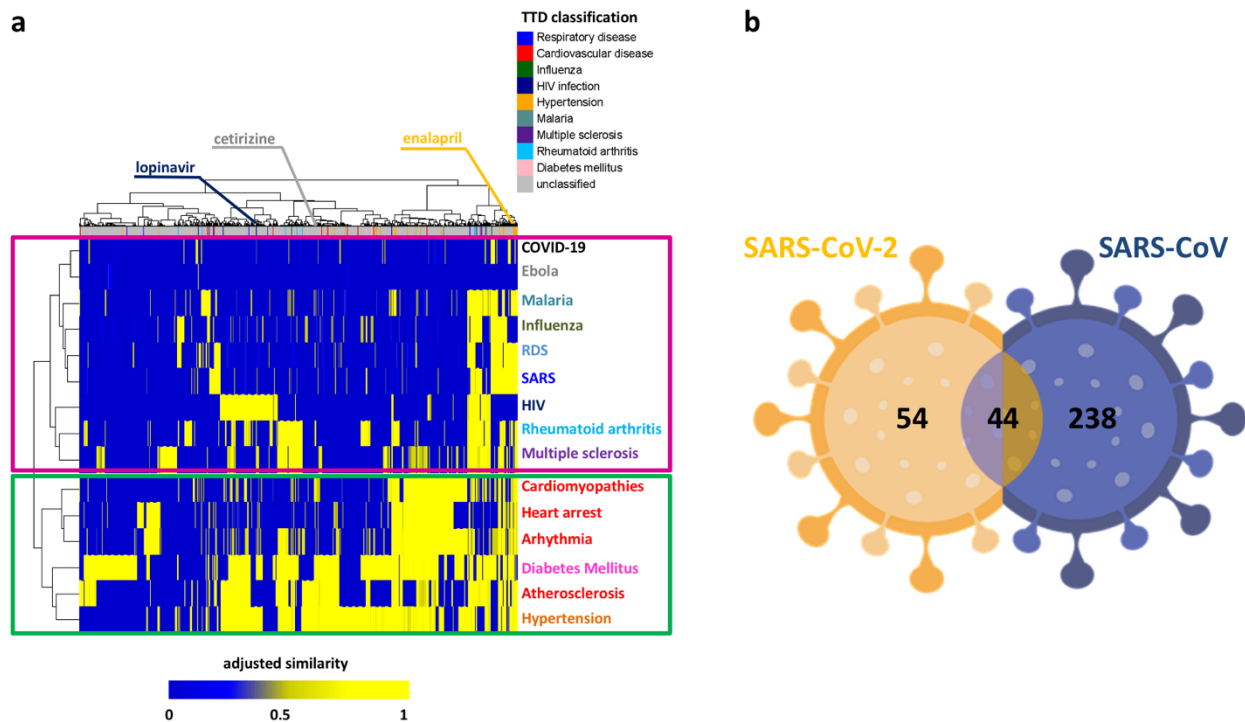 a
TTD classification
Respiratory disease
Cardiovascular disease
Influenza
HIV infection
Hypertension
Malaria
Multiple sclerosis
Rheumatoid arthritis
Diabetes mellitus
unclassified
cetirizine
enalapril
lopinavir
COVID-19
Ebola
Malaria
Influenza
RDS
SARS
HIV
Rheumatoid arthritis
Multiple sclerosis
Cardiomyopathies
Heart arrest
Arhythmia
Diabetes Mellitus
Atherosclerosis
Hypertension
adjusted similarity
0 0.5 1
b
SARS-CoV-2 SARS-CoV
54 44 238